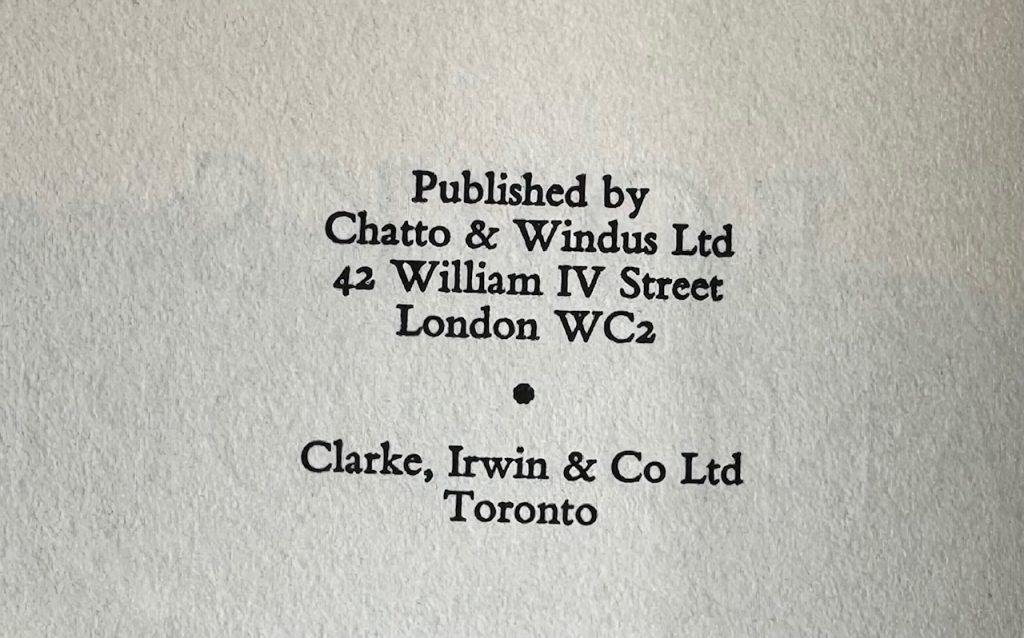 Published by
Chatto & Windus Ltd
42 William IV Street
London WC2
•
Clarke, Irwin & Co Ltd
Toronto